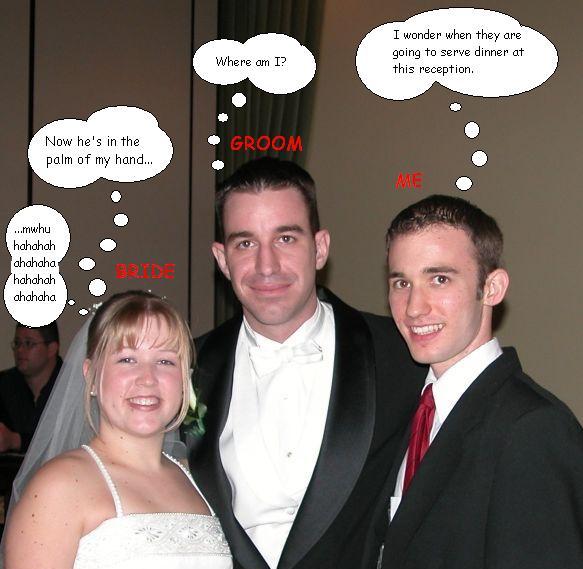 I wonder when they are
going to serve dinner at
this reception.
Where am I?
GROOM
ME
Now he's in the
palm of my hand...
BRIDE
...mwhu
hahahah
ahahaha
hahahah
ahahaha